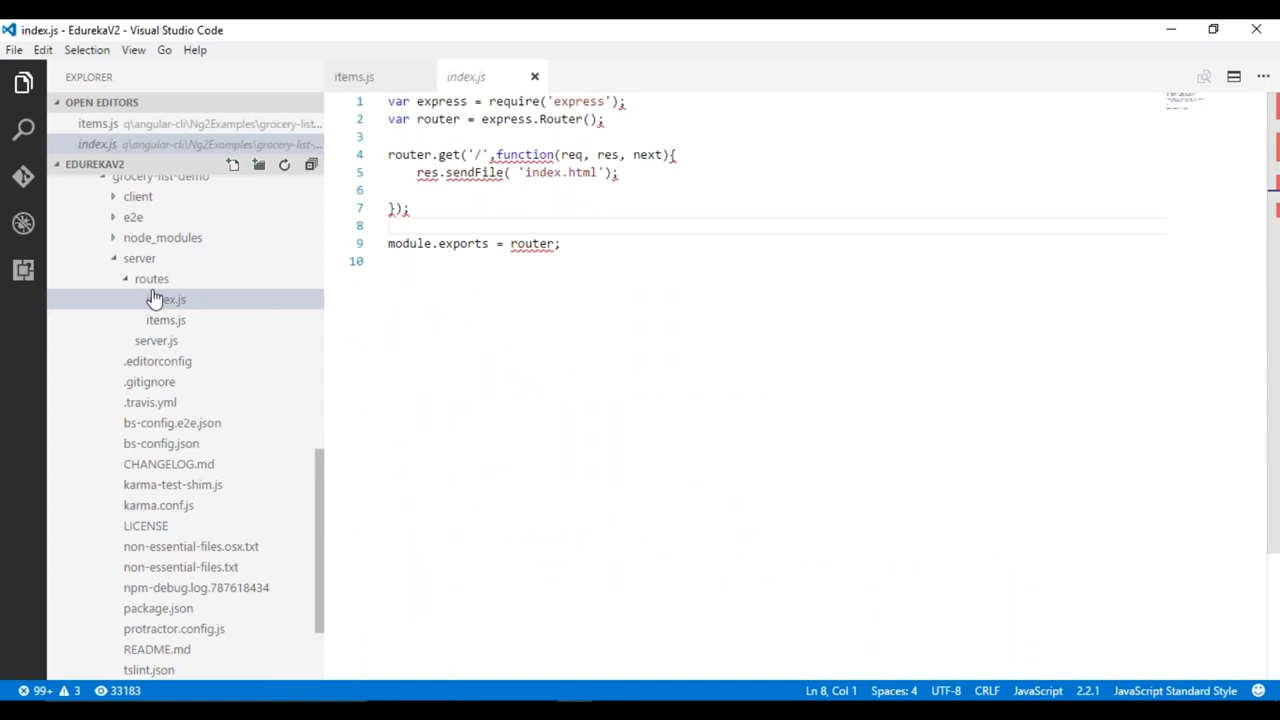 index.js - EdurekaV2 - Visual Studio Code
File Edit Selection View Go Help
EXPLORER
OPEN EDITORS
items.js q\angular-cli\Ng2Examples\grocery-list...
index.js q\angular-cli\Ng2Examples\grocery-list-...
EDUREKAV2
grocery-list-demo
client
e2e
node_modules
server
routes
items.js
server.js
.editorconfig
.gitignore
.travis.yml
bs-config.e2e.json
bs-config.json
CHANGELOG.md
karma-test-shim.js
karma.conf.js
LICENSE
non-essential-files.osx.txt
non-essential-files.txt
npm-debug.log.787618434
package.json
protractor.config.js
README.md
tslint.json
items.js index.js
1 var express = require('express');
2 var router = express.Router();
3
4 router.get('/',function(req, res, next){
5 res.sendFile( 'index.html');
6
7 });
8
9 module.exports = router;
10
99+ 3 33183 Ln 8, Col 1 Spaces: 4 UTF-8 CRLF JavaScript 2.2.1 JavaScript Standard Style